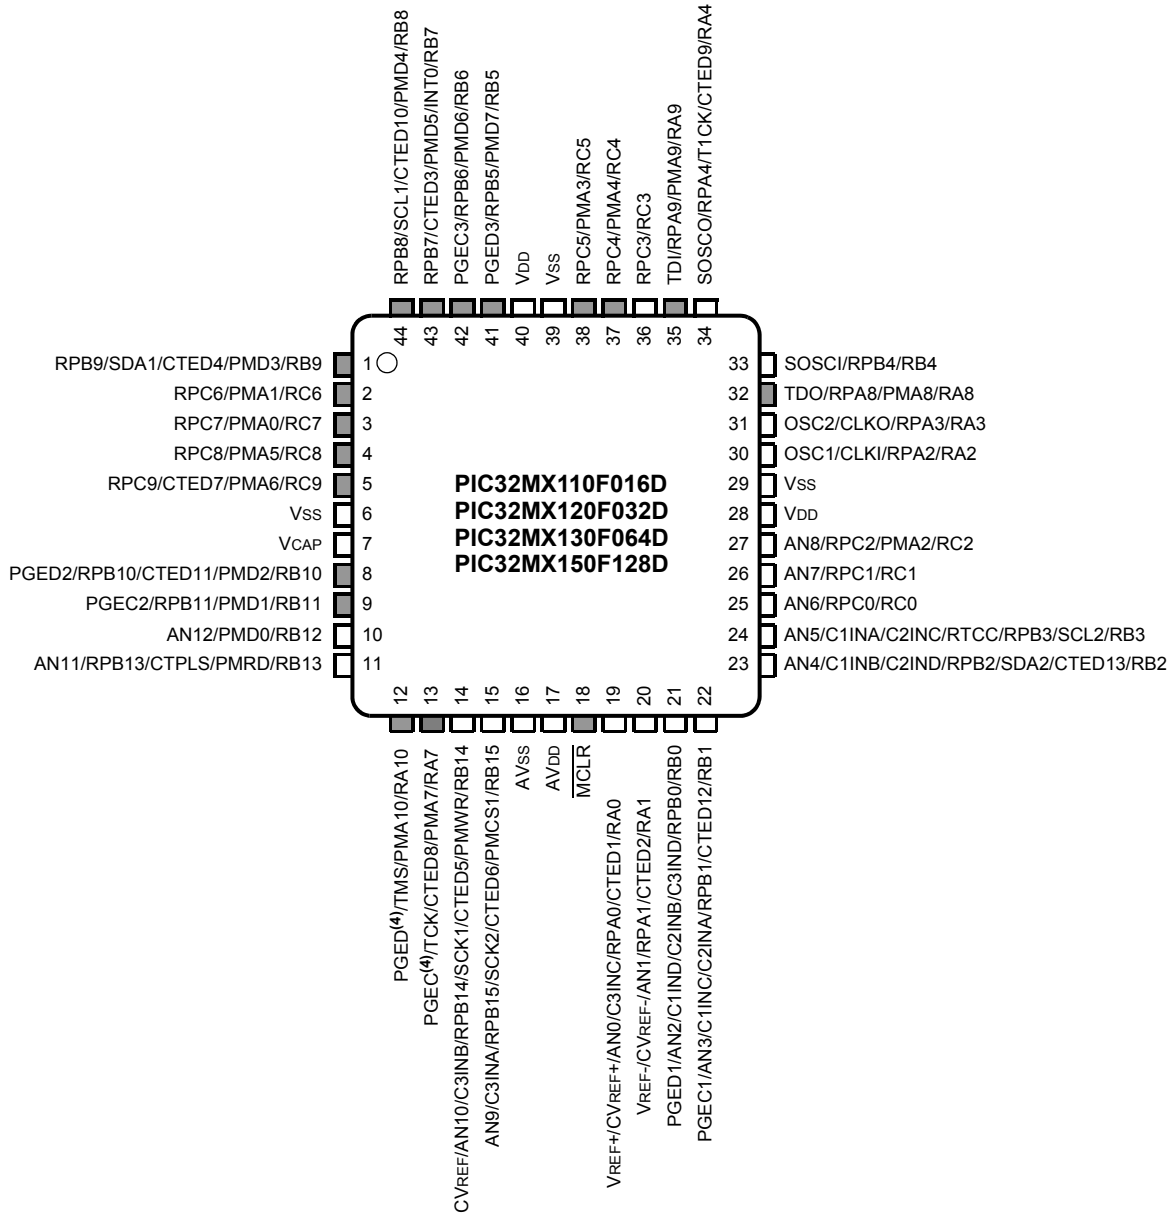 RPB8/SCL1/CTED10/PMD4/RB8
RPB7/CTED3/PMD5/INT0/RB7
PGEC3/RPB6/PMD6/RB6
PGED3/RPB5/PMD7/RB5
VDD
VSS
RPC5/PMA3/RC5
RPC4/PMA4/RC4
RPC3/RC3
TDI/RPA9/PMA9/RA9
SOSCO/RPA4/T1CK/CTED9/RA4
44
43
42
41
40
39
38
37
36
35
34
RPB9/SDA1/CTED4/PMD3/RB9 1
RPC6/PMA1/RC6 2
RPC7/PMA0/RC7 3
RPC8/PMA5/RC8 4
RPC9/CTED7/PMA6/RC9 5
VSS 6
VCAP 7
PGED2/RPB10/CTED11/PMD2/RB10 8
PGEC2/RPB11/PMD1/RB11 9
AN12/PMD0/RB12 10
AN11/RPB13/CTPLS/PMRD/RB13 11
PIC32MX110F016D
PIC32MX120F032D
PIC32MX130F064D
PIC32MX150F128D
33 SOSCI/RPB4/RB4
32 TDO/RPA8/PMA8/RA8
31 OSC2/CLKO/RPA3/RA3
30 OSC1/CLKI/RPA2/RA2
29 VSS
28 VDD
27 AN8/RPC2/PMA2/RC2
26 AN7/RPC1/RC1
25 AN6/RPC0/RC0
24 AN5/C1INA/C2INC/RTCC/RPB3/SCL2/RB3
23 AN4/C1INB/C2IND/RPB2/SDA2/CTED13/RB2
12
13
14
15
16
17
18
19
20
21
22
PGED(4)/TMS/PMA10/RA10
PGEC(4)/TCK/CTED8/PMA7/RA7
CVREF/AN10/C3INB/RPB14/SCK1/CTED5/PMWR/RB14
AN9/C3INA/RPB15/SCK2/CTED6/PMCS1/RB15
AVSS
AVDD
MCLR
VREF+/CVREF+/AN0/C3INC/RPA0/CTED1/RA0
VREF-/CVREF-/AN1/RPA1/CTED2/RA1
PGED1/AN2/C1IND/C2INB/C3IND/RPB0/RB0
PGEC1/AN3/C1INC/C2INA/RPB1/CTED12/RB1